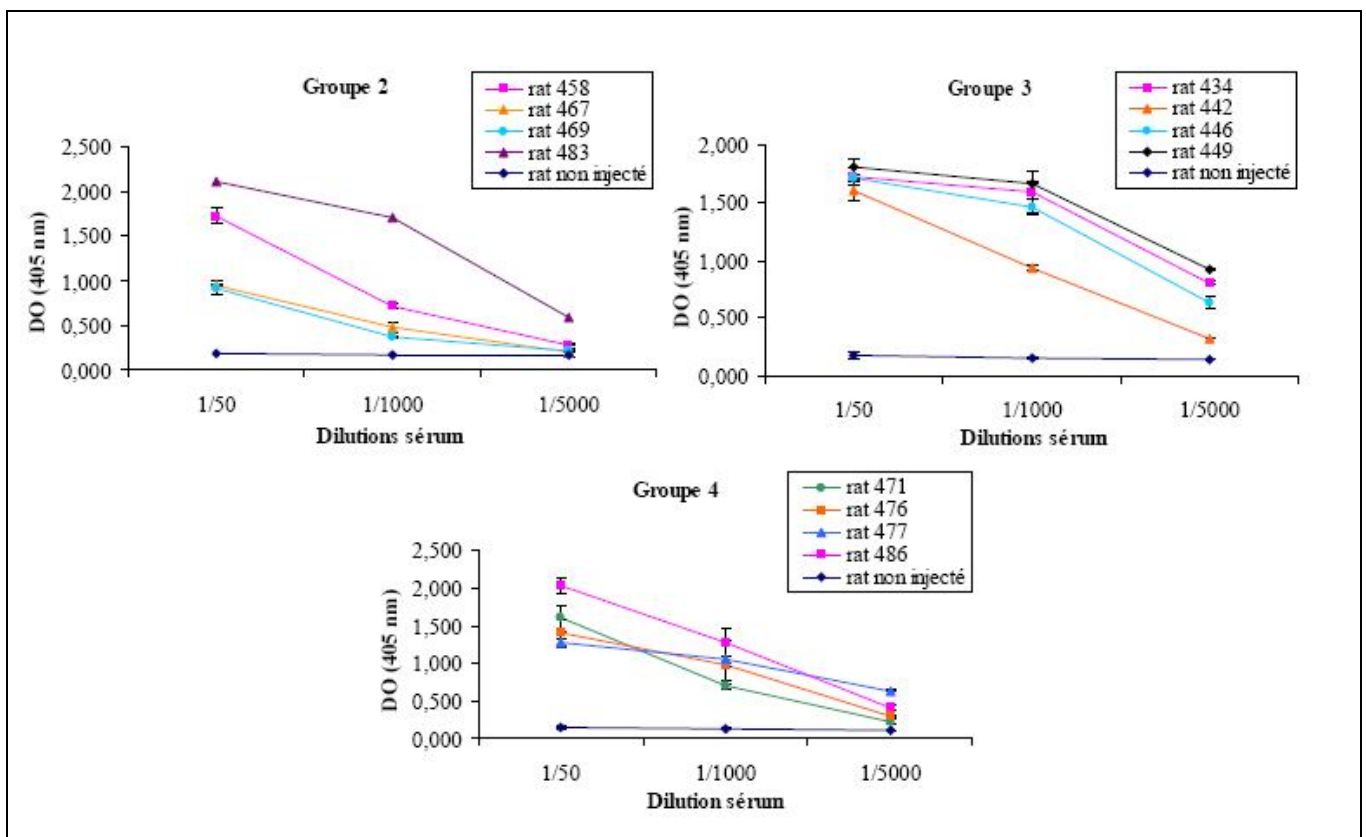 Groupe 2
rat 458
rat 467
rat 469
rat 483
rat non injecté
2,500
2,000
1,500
1,000
0,500
0,000
DO (405 nm)
1/50
1/1000
1/5000
Dilutions sérum
Groupe 3
rat 434
rat 442
rat 446
rat 449
rat non injecté
2,000
1,500
1,000
0,500
0,000
DO (405 nm)
1/50
1/1000
1/5000
Dilutions sérum
Groupe 4
rat 471
rat 476
rat 477
rat 486
rat non injecté
2,500
2,000
1,500
1,000
0,500
0,000
DO (405 nm)
1/50
1/1000
1/5000
Dilution sérum